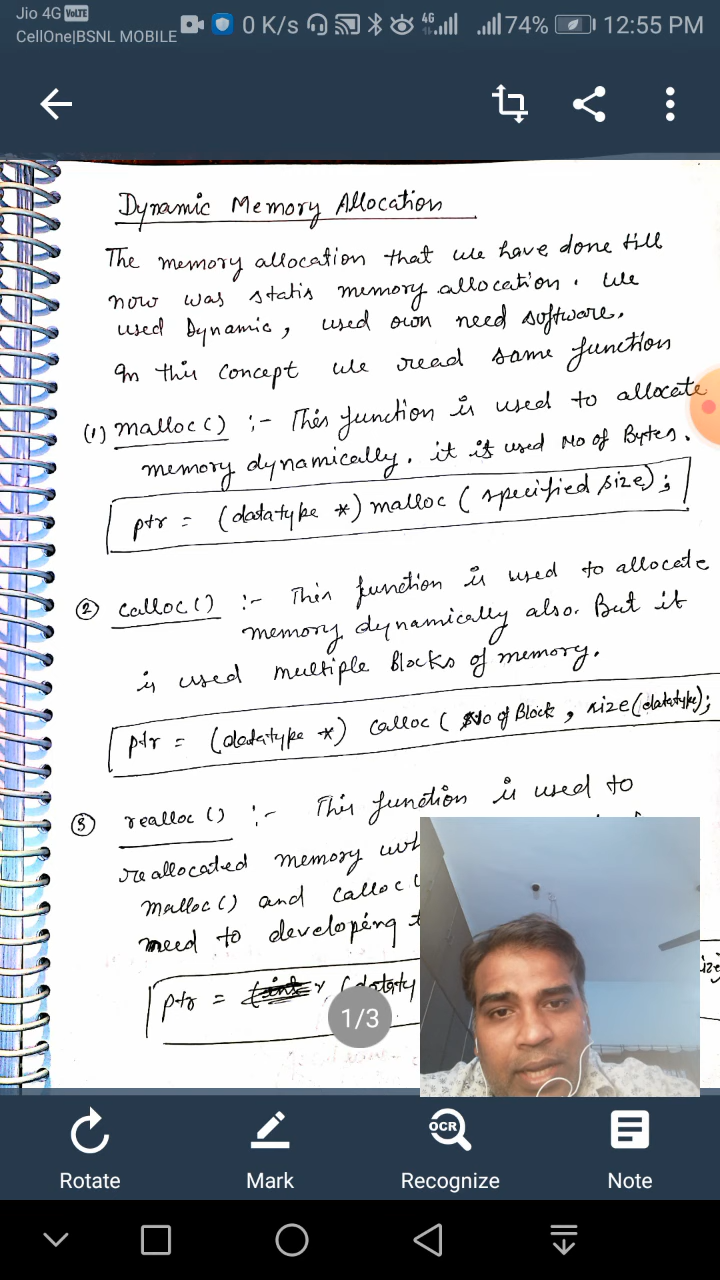 Jio 4G VoLTE
CellOne|BSNL MOBILE
0 K/s 4G 74% 12:55 PM
Dynamic Memory Allocation
The memory allocation that we have done till
now was statis memory allocation. We
used Dynamic, used own need software.
In this concept we read same function
(1) malloc() :- This function is used to allocate
memory dynamically. it is used No of Bytes.
ptr = (datatype *) malloc ( specified size);
② calloc() :- This function is used to allocate
memory dynamically also. But it
is used multiple Blocks of memory.
ptr = (datatype *) calloc ( No of Block, size(datatype);
③ realloc() :- This function is used to
reallocated memory
malloc() and calloc
need to developing
ptr =
1/3
OCR
Rotate Mark Recognize Note